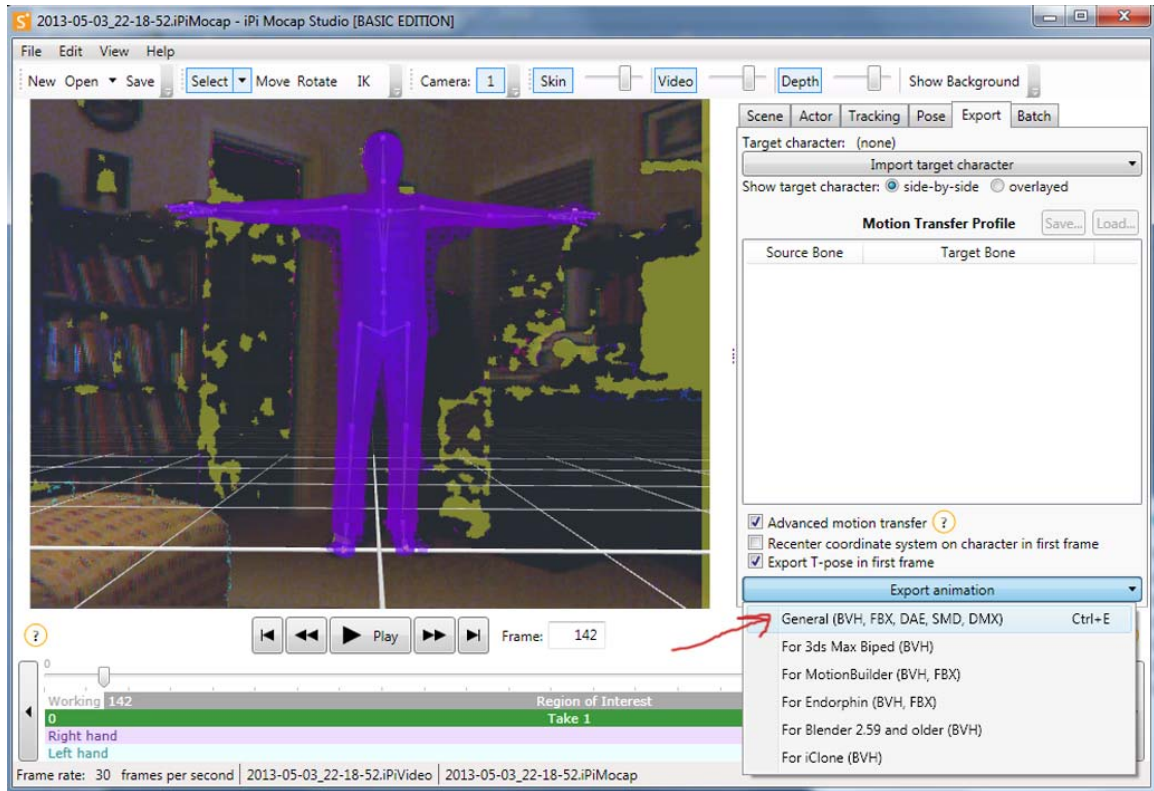 2013-05-03_22-18-52.iPiMocap - iPi Mocap Studio [BASIC EDITION]
File Edit View Help
New Open Save Select Move Rotate IK Camera: 1 Skin Video Depth Show Background
Scene Actor Tracking Pose Export Batch
Target character: (none)
Import target character
Show target character: side-by-side overlayed
Motion Transfer Profile Save... Load...
Source Bone Target Bone
Advanced motion transfer ?
Recenter coordinate system on character in first frame
Export T-pose in first frame
Export animation
General (BVH, FBX, DAE, SMD, DMX) Ctrl+E
For 3ds Max Biped (BVH)
For MotionBuilder (BVH, FBX)
For Endorphin (BVH, FBX)
For Blender 2.59 and older (BVH)
For iClone (BVH)
? Play Frame: 142
0
Working 142 Region of Interest
0 Take 1
Right hand
Left hand
Frame rate: 30 frames per second 2013-05-03_22-18-52.iPiVideo 2013-05-03_22-18-52.iPiMocap